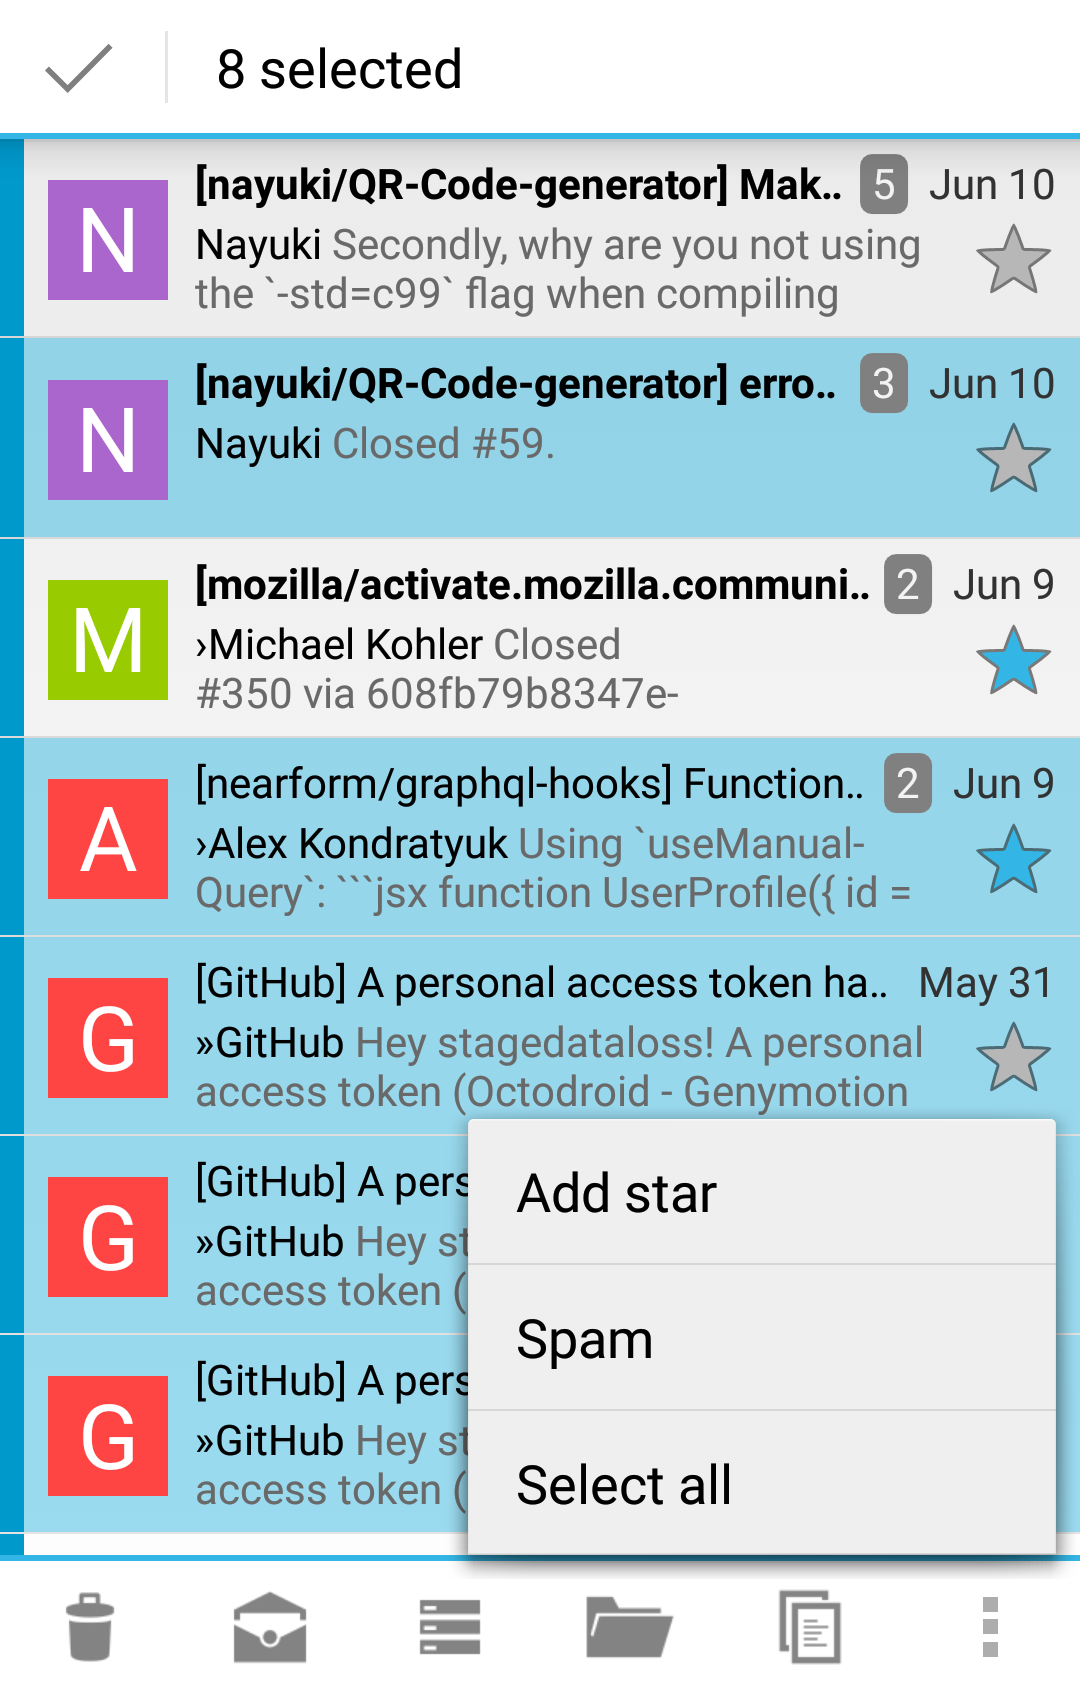 8 selected
[nayuki/QR-Code-generator] Mak.. 5 Jun 10
N
Nayuki Secondly, why are you not using
the `-std=c99` flag when compiling
[nayuki/QR-Code-generator] erro.. 3 Jun 10
N
Nayuki Closed #59.
[mozilla/activate.mozilla.communi.. 2 Jun 9
M
›Michael Kohler Closed
#350 via 608fb79b8347e-
[nearform/graphql-hooks] Function.. 2 Jun 9
A
›Alex Kondratyuk Using `useManual-
Query`: ```jsx function UserProfile({ id =
[GitHub] A personal access token ha.. May 31
G
»GitHub Hey stagedataloss! A personal
access token (Octodroid - Genymotion
[GitHub] A pers
G
»GitHub Hey st
access token (
[GitHub] A pers
G
»GitHub Hey st
access token (
Add star
Spam
Select all